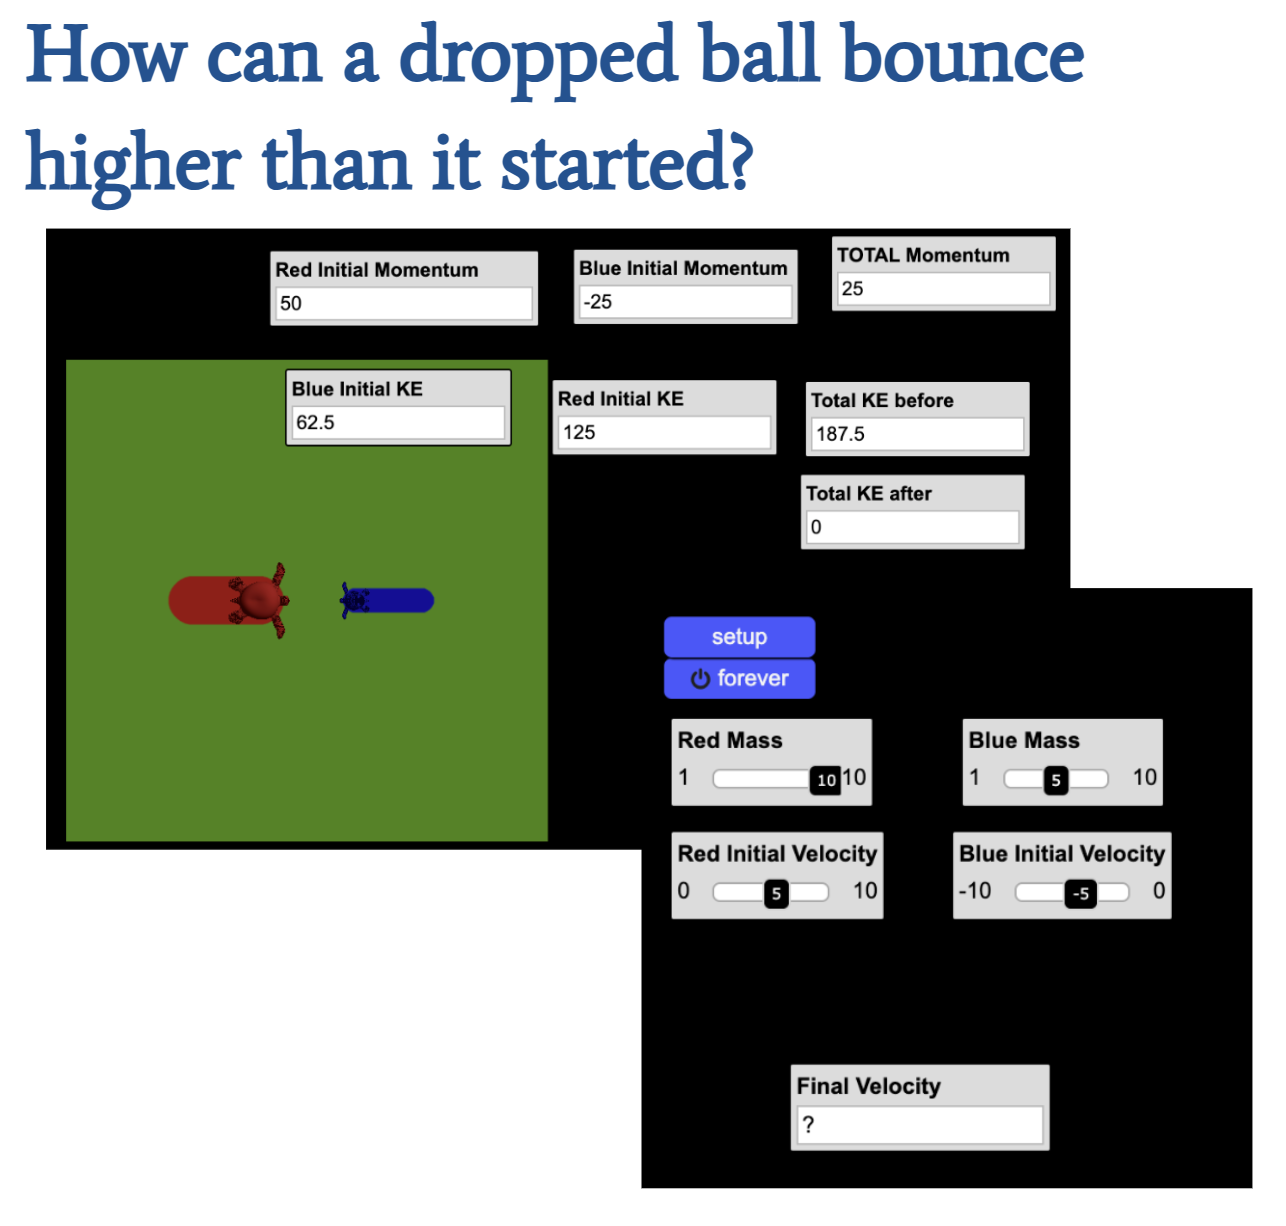 How can a dropped ball bounce
higher than it started?
Red Initial Momentum
50
Blue Initial Momentum
-25
TOTAL Momentum
25
Blue Initial KE
62.5
Red Initial KE
125
Total KE before
187.5
Total KE after
0
setup
forever
Red Mass
1 10 10
Blue Mass
1 5 10
Red Initial Velocity
0 5 10
Blue Initial Velocity
-10 -5 0
Final Velocity
?